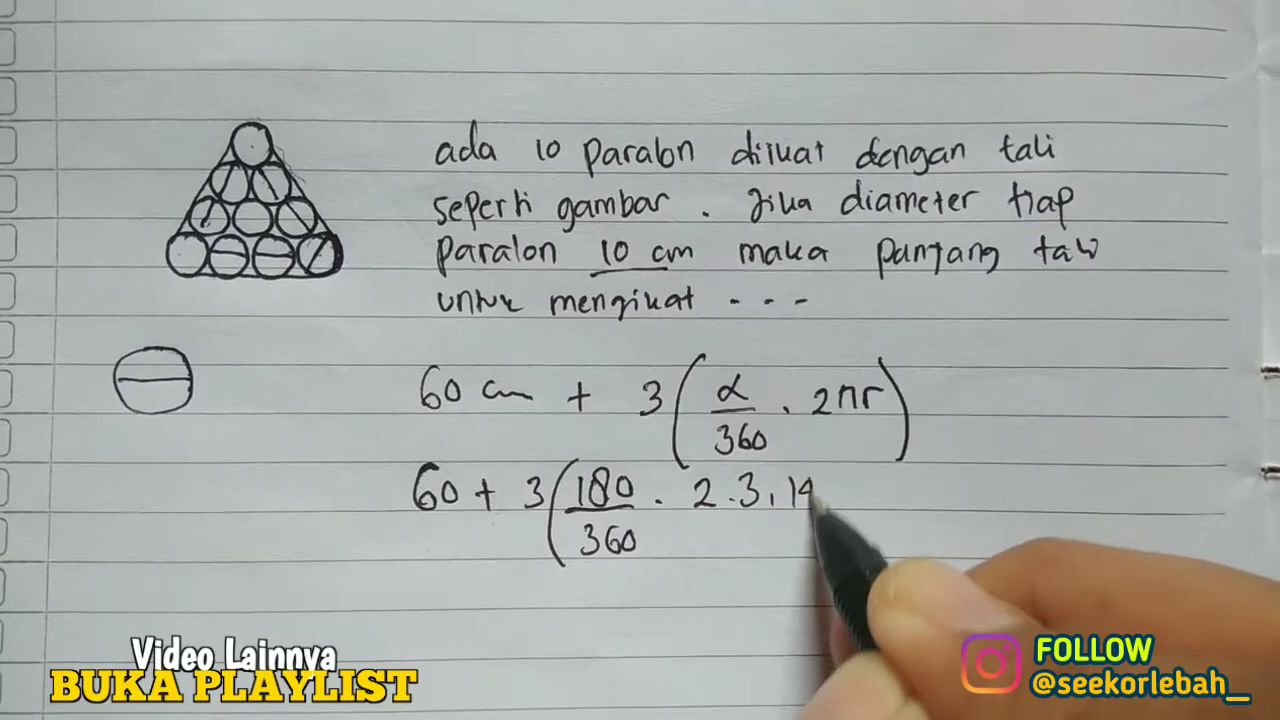 ada 10 paralon diikat dengan tali
seperti gambar . Jika diameter tiap
paralon 10 cm maka panjang tali
untuk mengikat - - -
60 cm + 3 ( α/360 . 2πr )
60 + 3 ( 180/360 . 2.3,14
Video Lainnya
BUKA PLAYLIST
FOLLOW
@seekorlebah_